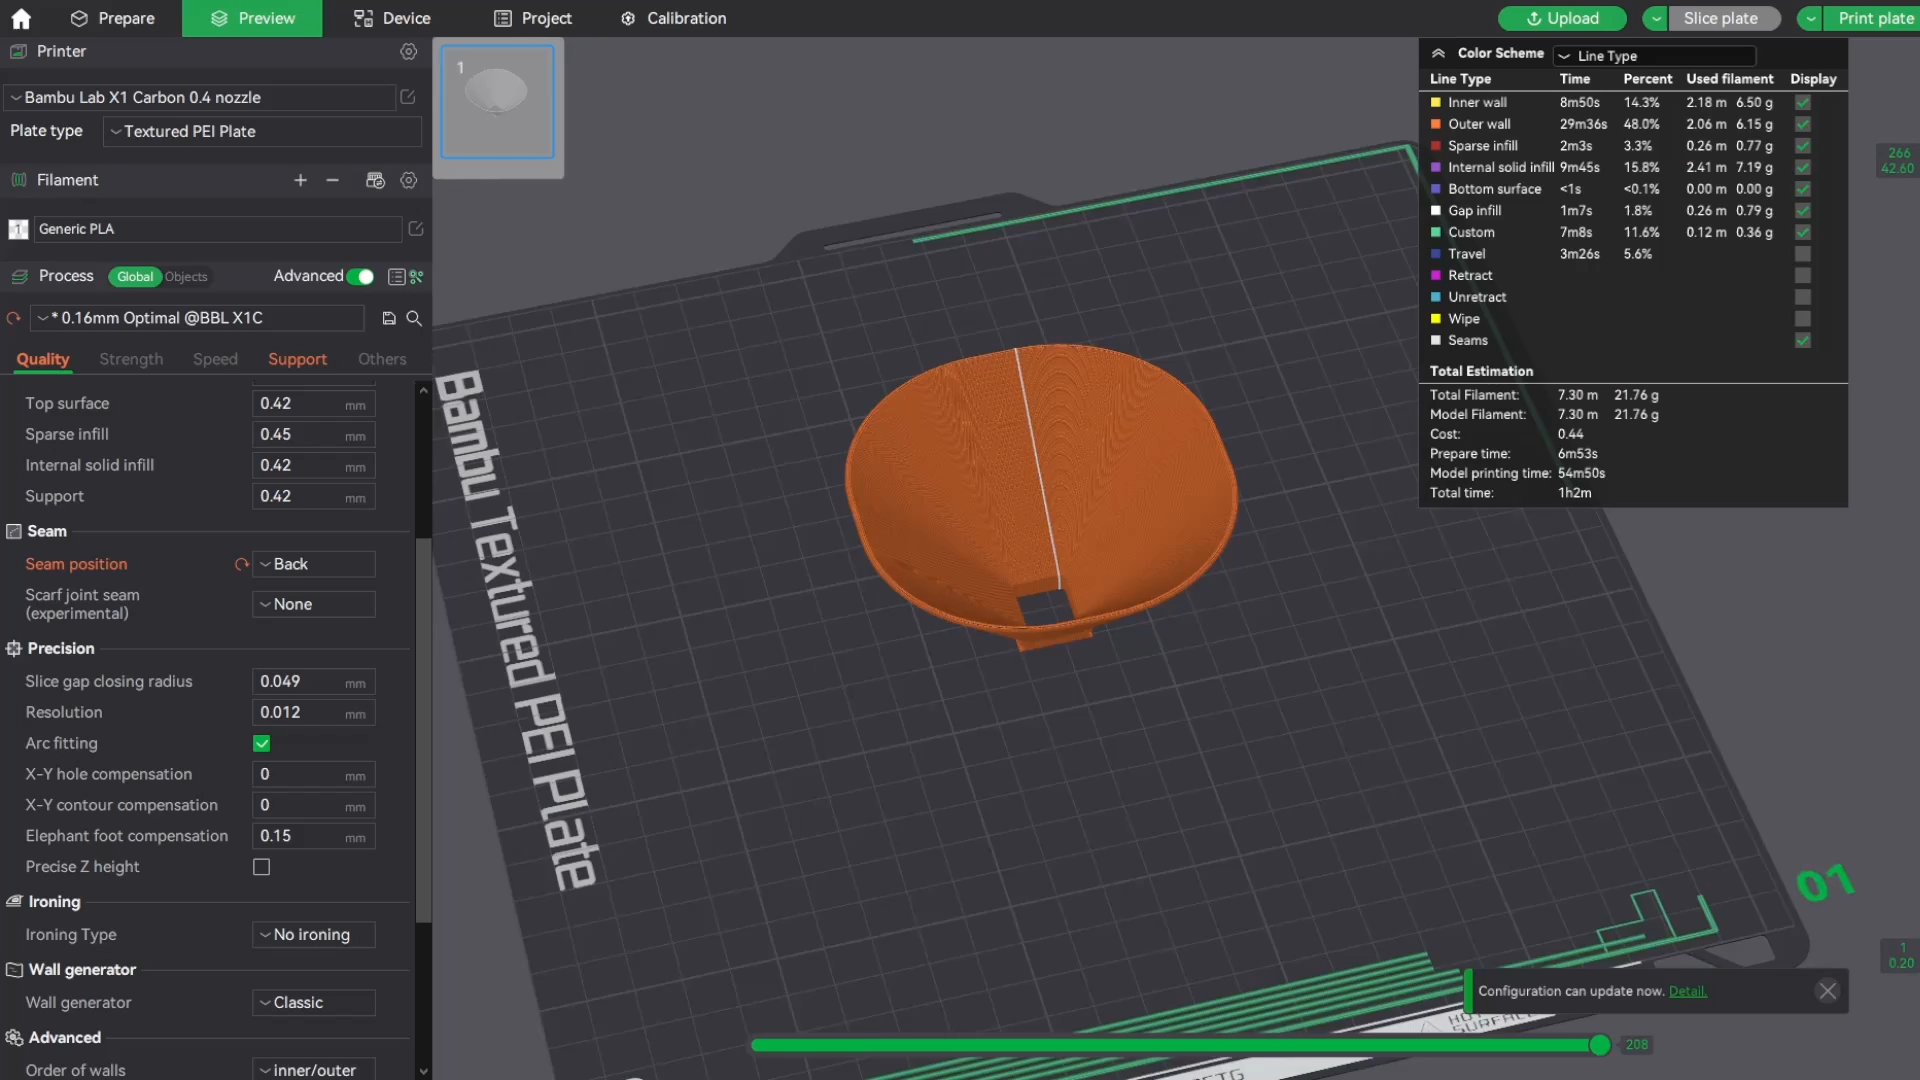 Prepare
Preview
Device
Project
Calibration
Upload
Slice plate
Print plate
Printer
Bambu Lab X1 Carbon 0.4 nozzle
Plate type
Textured PEI Plate
Filament
1
Generic PLA
Process
Global
Objects
Advanced
* 0.16mm Optimal @BBL X1C
Quality
Strength
Speed
Support
Others
Top surface 0.42 mm
Sparse infill 0.45 mm
Internal solid infill 0.42 mm
Support 0.42 mm
Seam
Seam position Back
Scarf joint seam
(experimental) None
Precision
Slice gap closing radius 0.049 mm
Resolution 0.012 mm
Arc fitting
X-Y hole compensation 0 mm
X-Y contour compensation 0 mm
Elephant foot compensation 0.15 mm
Precise Z height
Ironing
Ironing Type No ironing
Wall generator
Wall generator Classic
Advanced
Order of walls inner/outer
1
Bambu Textured PEI Plate
Color Scheme Line Type
Line Type Time Percent Used filament Display
Inner wall 8m50s 14.3% 2.18 m 6.50 g
Outer wall 29m36s 48.0% 2.06 m 6.15 g
Sparse infill 2m3s 3.3% 0.26 m 0.77 g
Internal solid infill 9m45s 15.8% 2.41 m 7.19 g
Bottom surface <1s <0.1% 0.00 m 0.00 g
Gap infill 1m7s 1.8% 0.26 m 0.79 g
Custom 7m8s 11.6% 0.12 m 0.36 g
Travel 3m26s 5.6%
Retract
Unretract
Wipe
Seams
Total Estimation
Total Filament: 7.30 m 21.76 g
Model Filament: 7.30 m 21.76 g
Cost: 0.44
Prepare time: 6m53s
Model printing time: 54m50s
Total time: 1h2m
266
42.60
01
1
0.20
Configuration can update now. Detail.
SURFACE
208